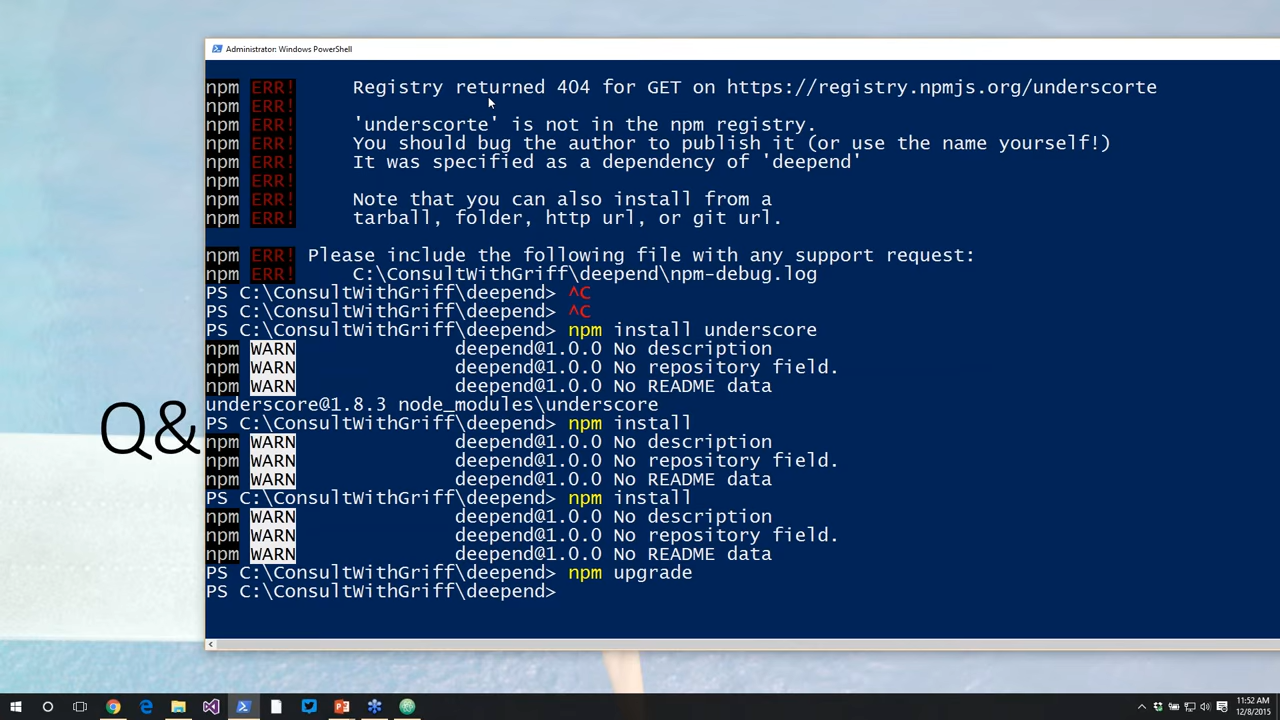 Administrator: Windows PowerShell
npm ERR! Registry returned 404 for GET on https://registry.npmjs.org/underscorte
npm ERR!
npm ERR! 'underscorte' is not in the npm registry.
npm ERR! You should bug the author to publish it (or use the name yourself!)
npm ERR! It was specified as a dependency of 'deepend'
npm ERR!
npm ERR! Note that you can also install from a
npm ERR! tarball, folder, http url, or git url.
npm ERR! Please include the following file with any support request:
npm ERR! C:\ConsultWithGriff\deepend\npm-debug.log
PS C:\ConsultWithGriff\deepend> ^C
PS C:\ConsultWithGriff\deepend> ^C
PS C:\ConsultWithGriff\deepend> npm install underscore
npm WARN deepend@1.0.0 No description
npm WARN deepend@1.0.0 No repository field.
npm WARN deepend@1.0.0 No README data
underscore@1.8.3 node_modules\underscore
PS C:\ConsultWithGriff\deepend> npm install
npm WARN deepend@1.0.0 No description
npm WARN deepend@1.0.0 No repository field.
npm WARN deepend@1.0.0 No README data
PS C:\ConsultWithGriff\deepend> npm install
npm WARN deepend@1.0.0 No description
npm WARN deepend@1.0.0 No repository field.
npm WARN deepend@1.0.0 No README data
PS C:\ConsultWithGriff\deepend> npm upgrade
PS C:\ConsultWithGriff\deepend>
Q&
11:52 AM
12/8/2015